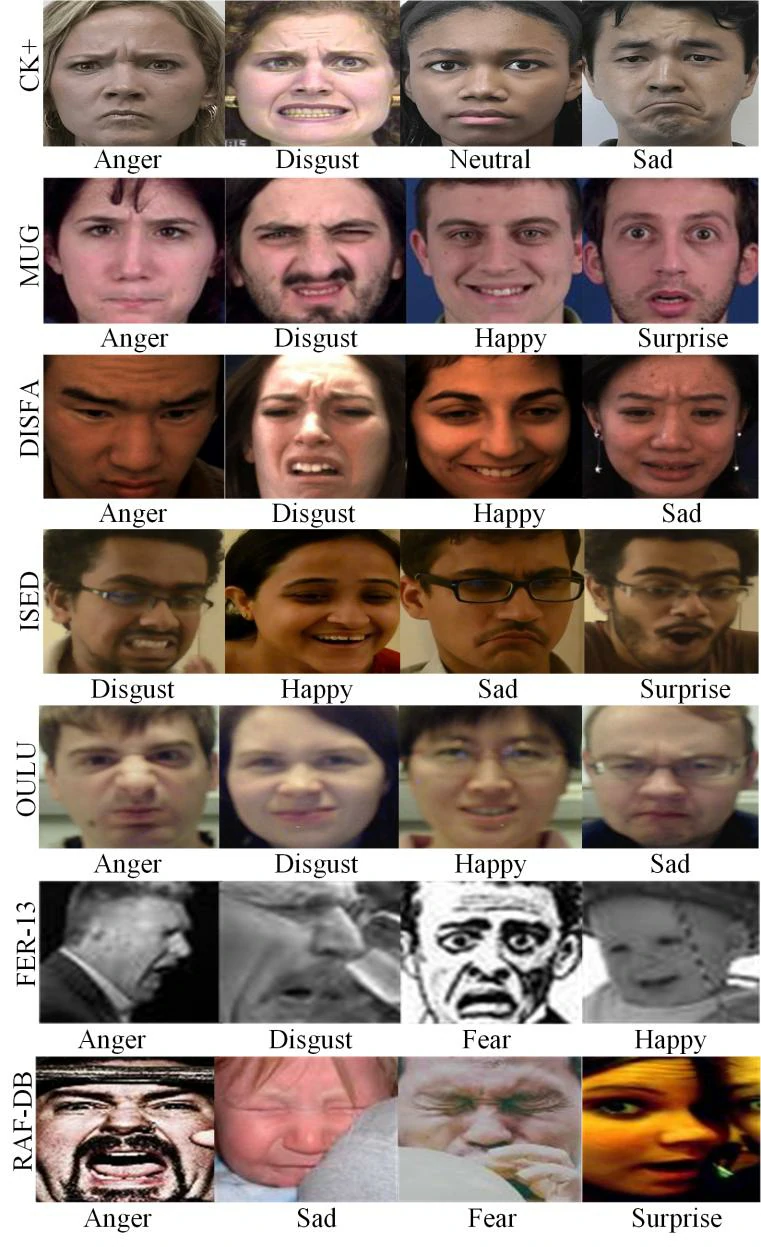 CK+
Anger Disgust Neutral Sad
MUG
Anger Disgust Happy Surprise
DISFA
Anger Disgust Happy Sad
ISED
Disgust Happy Sad Surprise
OULU
Anger Disgust Happy Sad
FER-13
Anger Disgust Fear Happy
RAF-DB
Anger Sad Fear Surprise